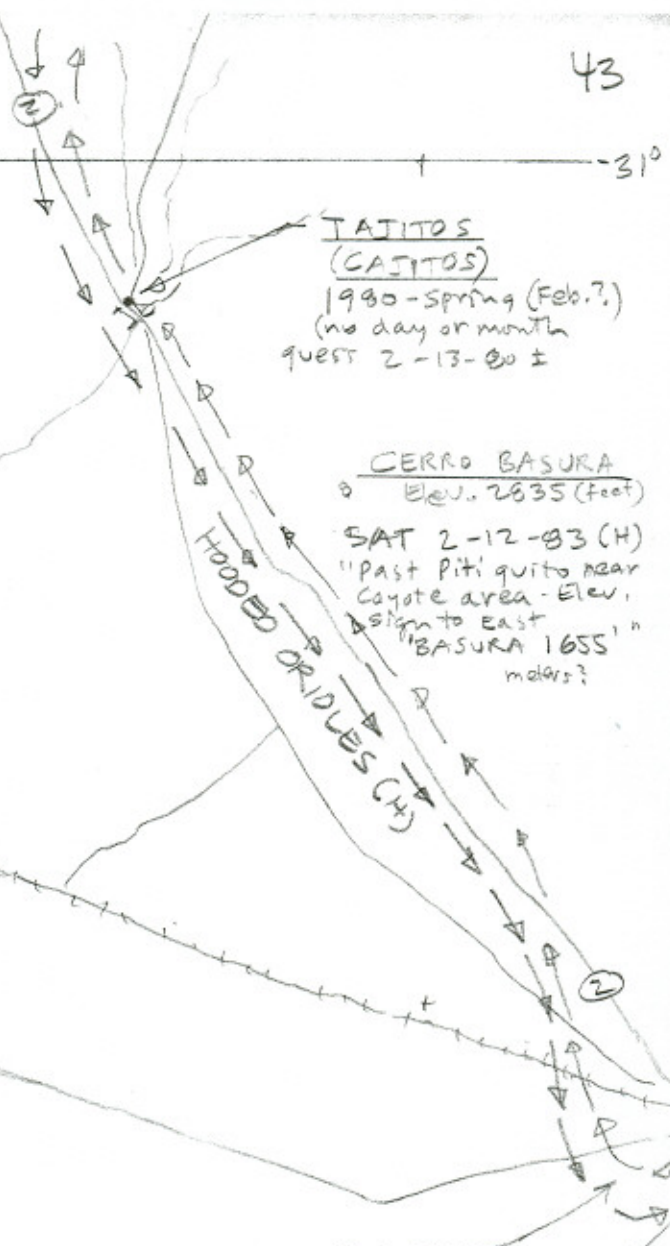 43
2
-31°
TAJITOS
(CAJITOS)
1980-Spring (Feb.?)
(no day or month
guess 2-13-80 ±
CERRO BASURA
Elev. 2835 (feet)
SAT 2-12-83 (H)
"Past Pitiquito near
Coyote area-Elev.
sign to East
"BASURA 1655'"
meters?
HOODED ORIOLES (H)
2